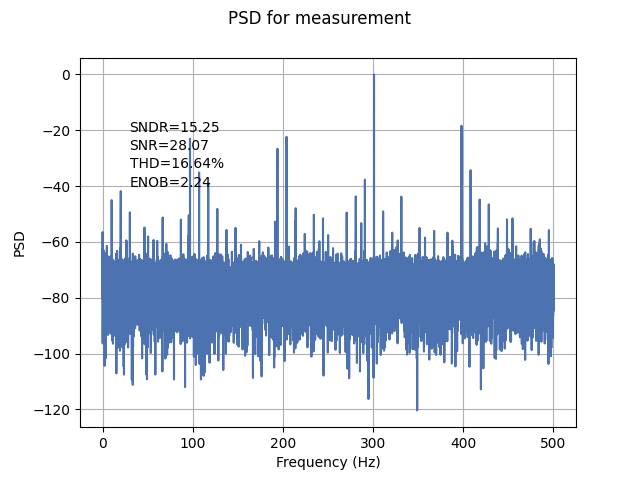 PSD for measurement
0
−20
−40
−60
−80
−100
−120
PSD
SNDR=15.25
SNR=28.07
THD=16.64%
ENOB=2.24
0
100
200
300
400
500
Frequency (Hz)